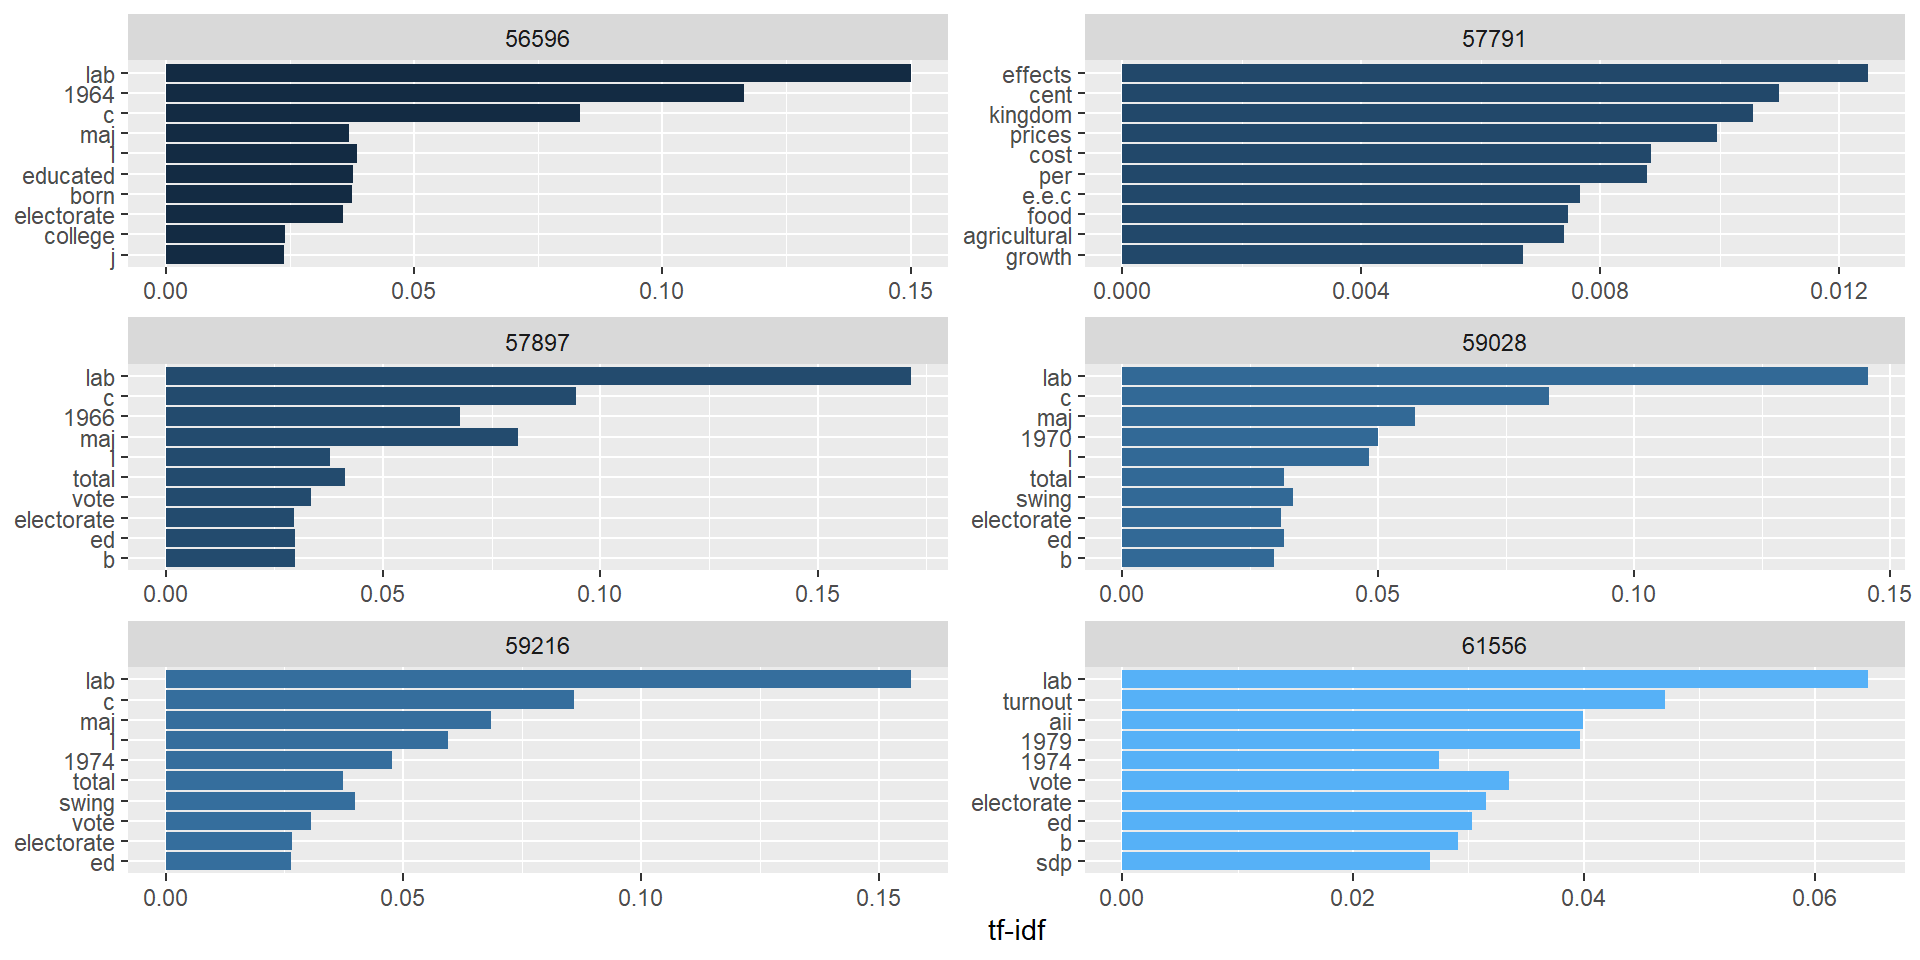 56596
lab
1964
c
maj
l
educated
born
electorate
college
j
0.00 0.05 0.10 0.15
57791
effects
cent
kingdom
prices
cost
per
e.e.c
food
agricultural
growth
0.000 0.004 0.008 0.012
57897
lab
c
1966
maj
l
total
vote
electorate
ed
b
0.00 0.05 0.10 0.15
59028
lab
c
maj
1970
l
total
swing
electorate
ed
b
0.00 0.05 0.10 0.15
59216
lab
c
maj
l
1974
total
swing
vote
electorate
ed
0.00 0.05 0.10 0.15
61556
lab
turnout
aii
1979
1974
vote
electorate
ed
b
sdp
0.00 0.02 0.04 0.06
tf-idf